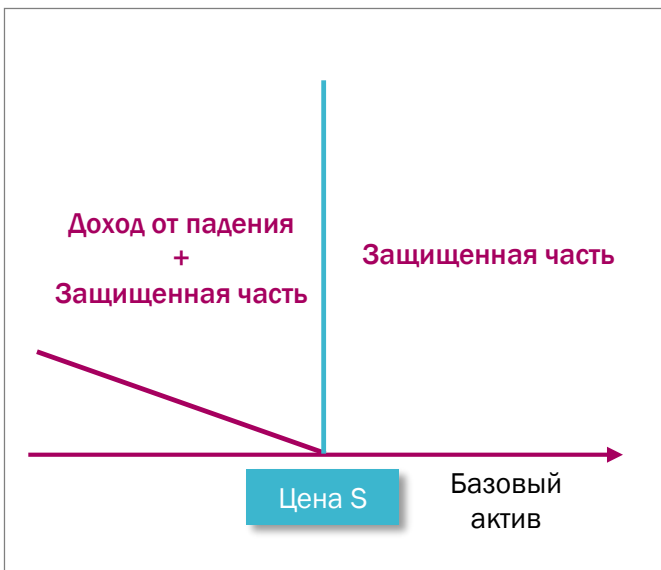 Доход от падения
+
Защищенная часть
Защищенная часть
Цена S
Базовый
актив